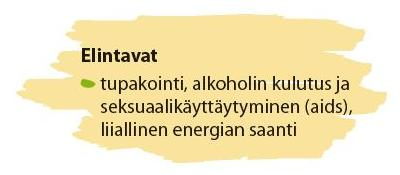 Elintavat
tupakointi, alkoholin kulutus ja
seksuaalikäyttäytyminen (aids),
liiallinen energian saanti